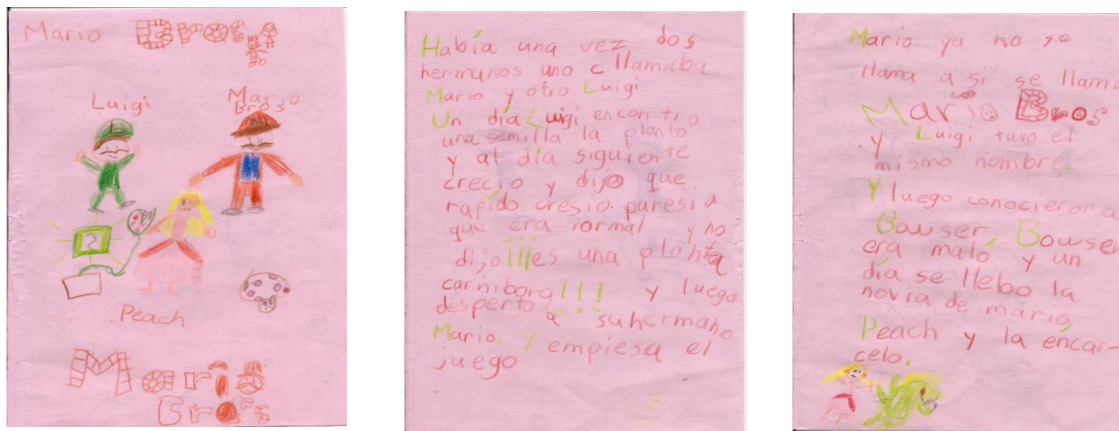 Mario Bros
Luigi
Mario
Bros
Peach
Mario
Bros
Había una vez dos
hermanos uno c llamaba
Mario y otro Luigi
Un día Luigi encontro
una semilla la planto
y al día siguiente
crecio y dijo que
rapído cresio. paresia
que era normal y no
dijo ¡¡¡es una planta
carnibora!!! y luego
desperto a su hermano
Mario, y empiesa el
juego
Mario ya no se
llama a si se llama
Mario Bros
y Luigi tuvo el
mismo nombre.
Y luego conocieron a
Bowser, Bowser
era malo y un
día se llebo la
novia de mario,
Peach y la encar-
celo.